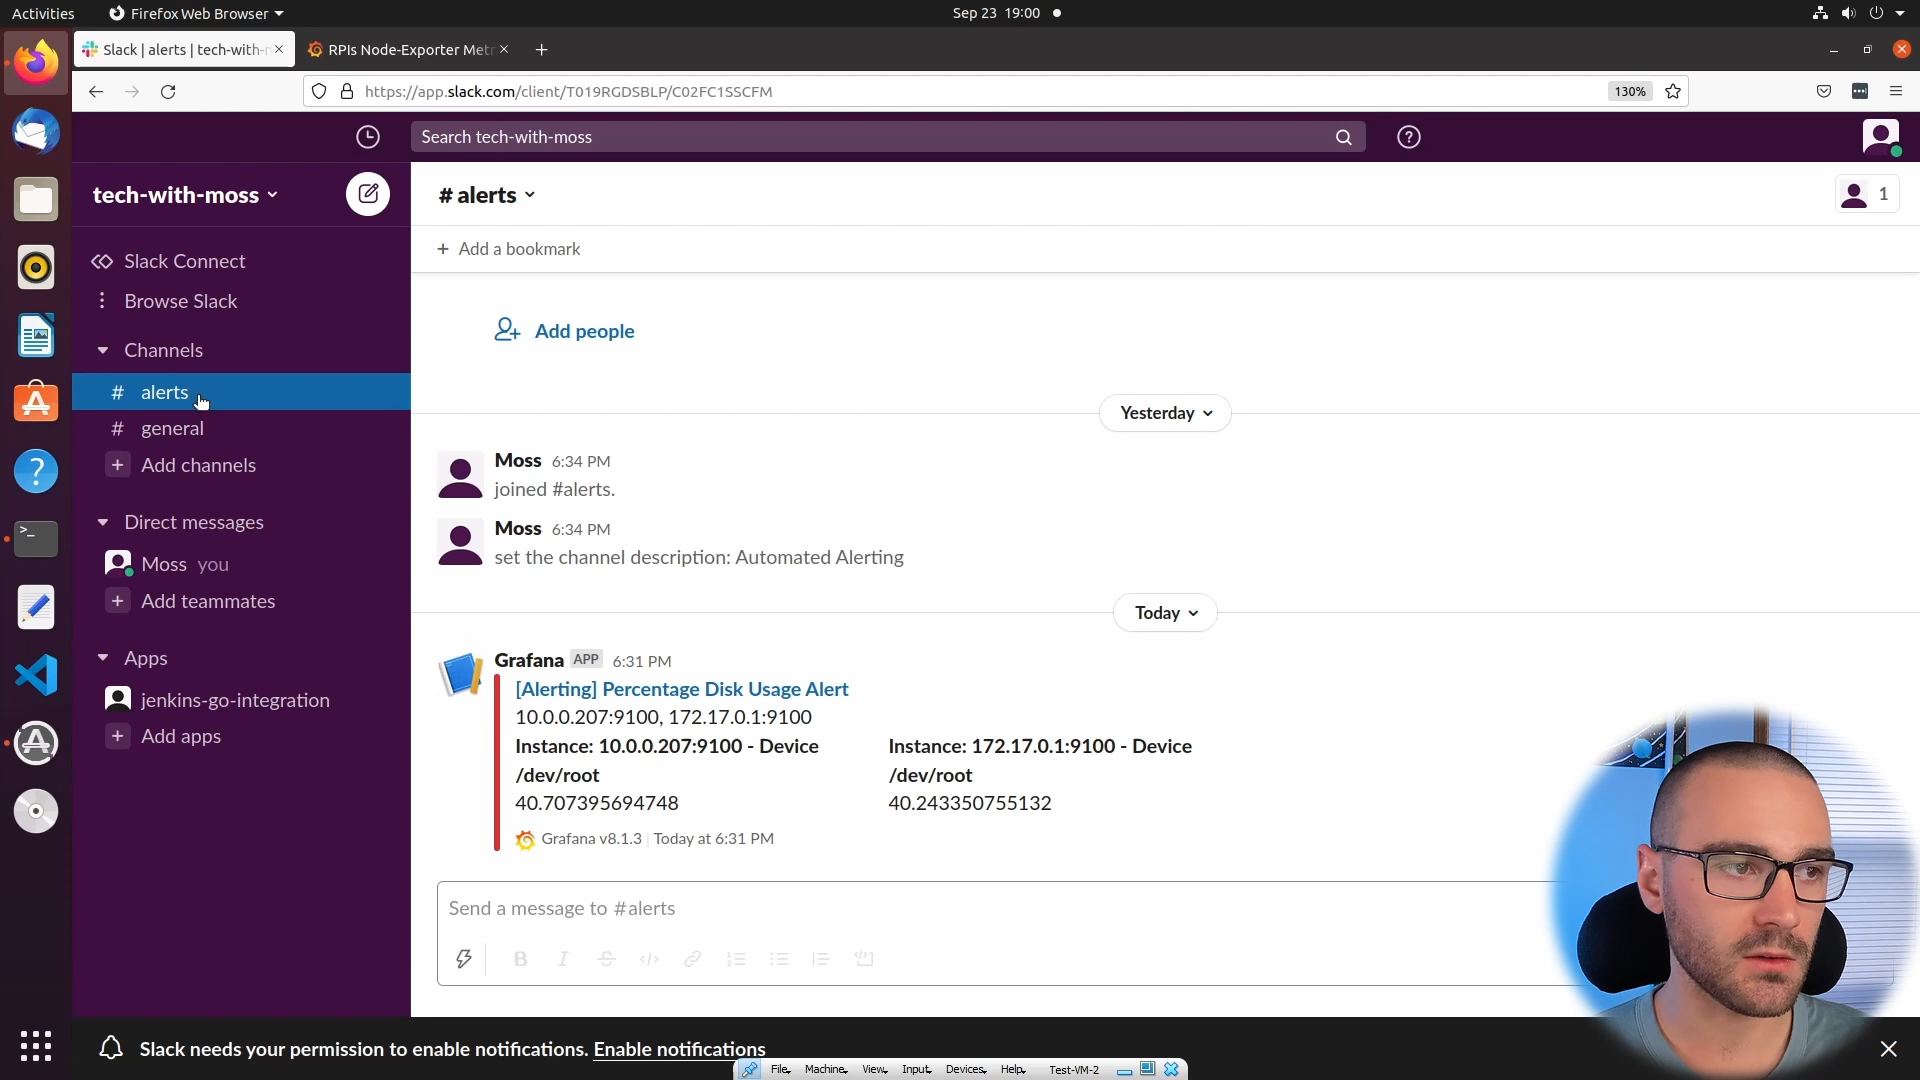 Activities
Firefox Web Browser
Sep 23 19:00
Slack | alerts | tech-with-
RPIs Node-Exporter Met
https://app.slack.com/client/T019RGDSBLP/C02FC1SSCFM
130%
Search tech-with-moss
tech-with-moss
# alerts
1
+ Add a bookmark
Slack Connect
Browse Slack
Channels
# alerts
# general
+ Add channels
Direct messages
Moss you
+ Add teammates
Apps
jenkins-go-integration
+ Add apps
Add people
Yesterday
Moss 6:34 PM
joined #alerts.
Moss 6:34 PM
set the channel description: Automated Alerting
Today
Grafana APP 6:31 PM
[Alerting] Percentage Disk Usage Alert
10.0.0.207:9100, 172.17.0.1:9100
Instance: 10.0.0.207:9100 - Device
/dev/root
40.707395694748
Instance: 172.17.0.1:9100 - Device
/dev/root
40.243350755132
Grafana v8.1.3 | Today at 6:31 PM
Send a message to #alerts
Slack needs your permission to enable notifications. Enable notifications
File Machine View Input Devices Help Test-VM-2